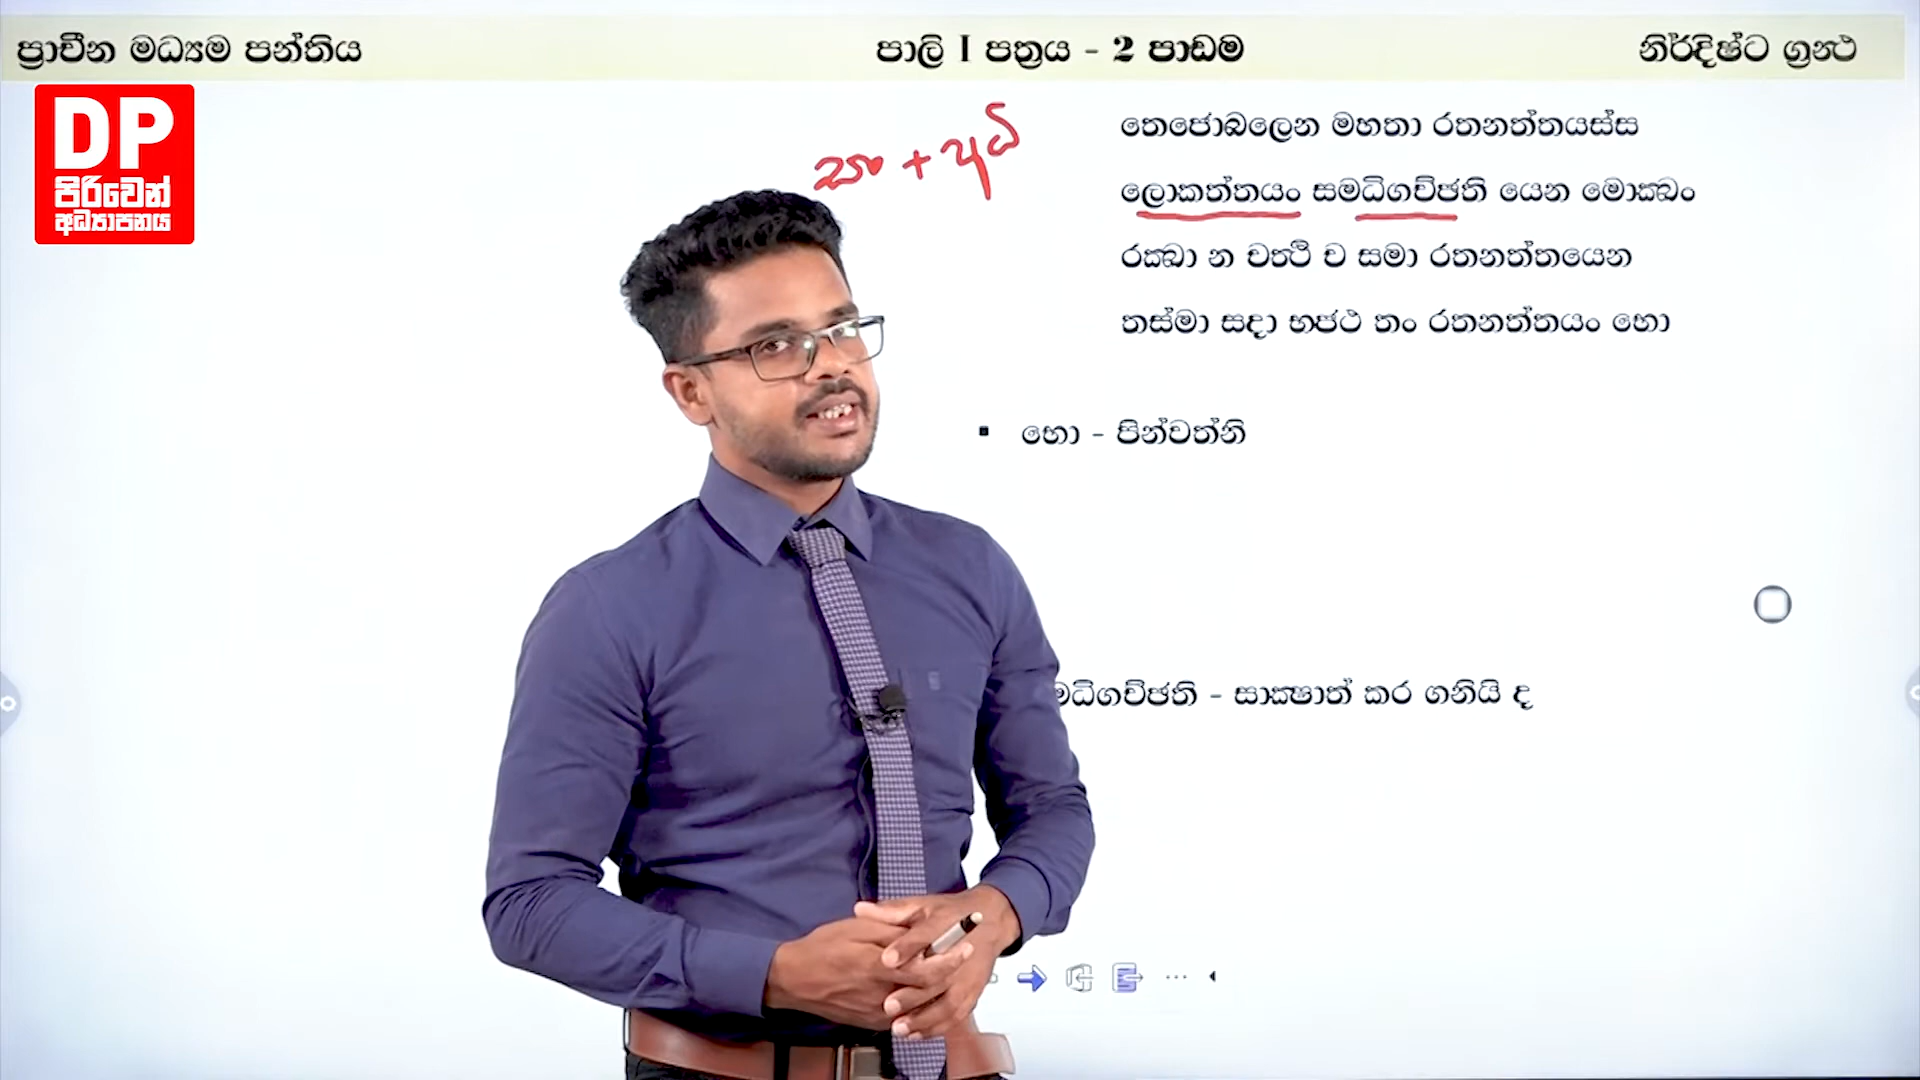 ප්‍රාචීන මධ්‍යම පන්තිය
පාලි I පත්‍රය - 2 පාඩම
නිර්දිෂ්ට ග්‍රන්ථ
DP
පිරිවෙන්
අධ්‍යාපනය
සං + අධි
තෙජොබලෙන මහතා රතනත්තයස්ස
ලොකත්තයං සමධිගච්ඡති යෙන මොක්ඛං
රක්ඛා න චත්ථි ච සමා රතනත්තයෙන
තස්මා සදා භජථ තං රතනත්තයං භො
▪ භො - පින්වත්නි
මධිගච්ඡති - සාක්ෂාත් කර ගනියි ද